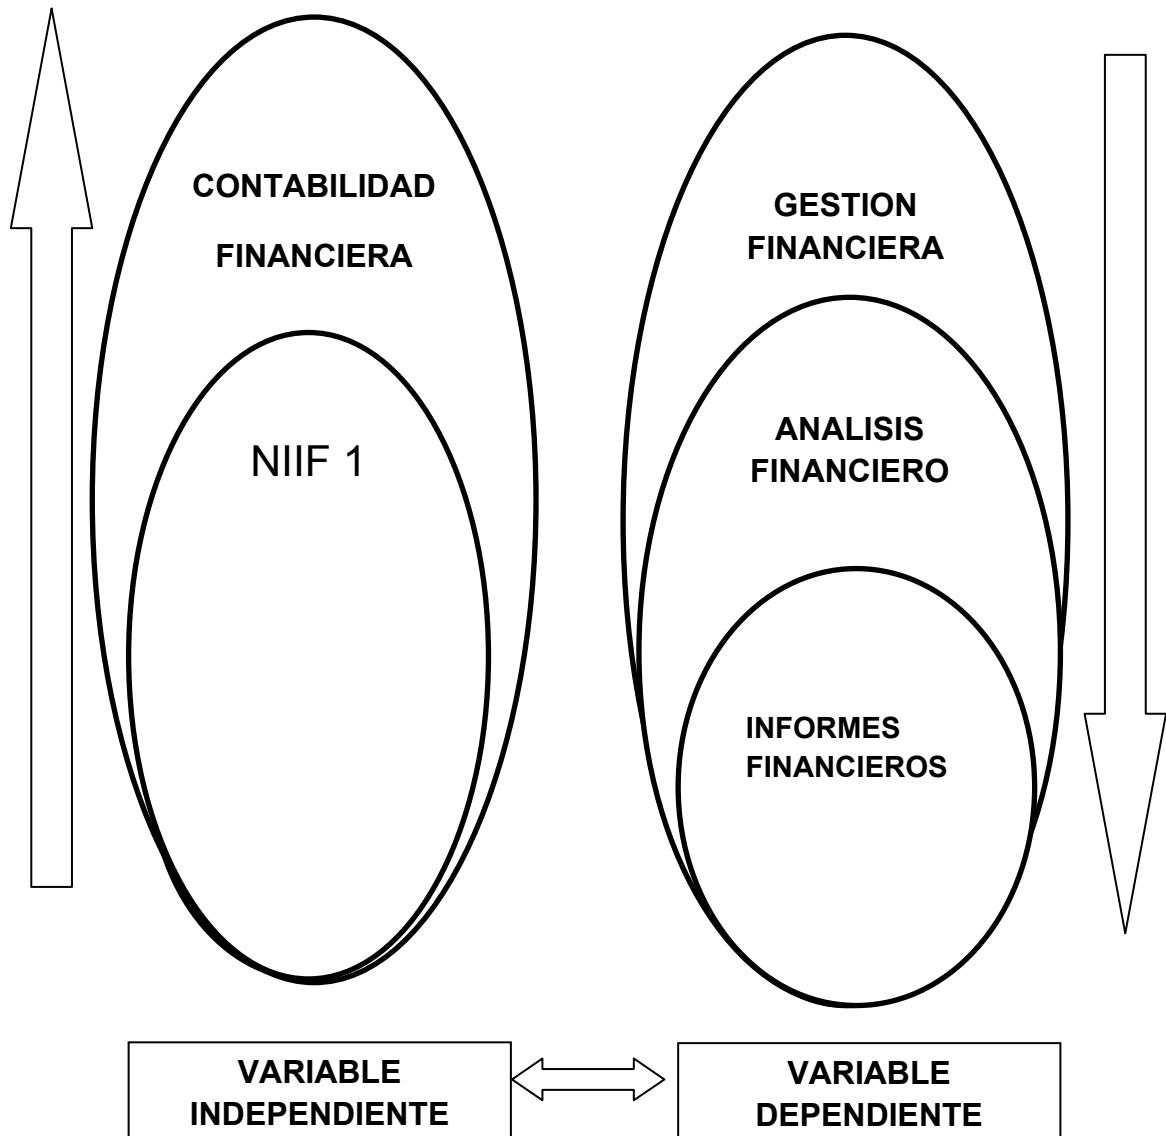 CONTABILIDAD
FINANCIERA
NIIF 1
GESTION
FINANCIERA
ANALISIS
FINANCIERO
INFORMES
FINANCIEROS
VARIABLE
INDEPENDIENTE
VARIABLE
DEPENDIENTE